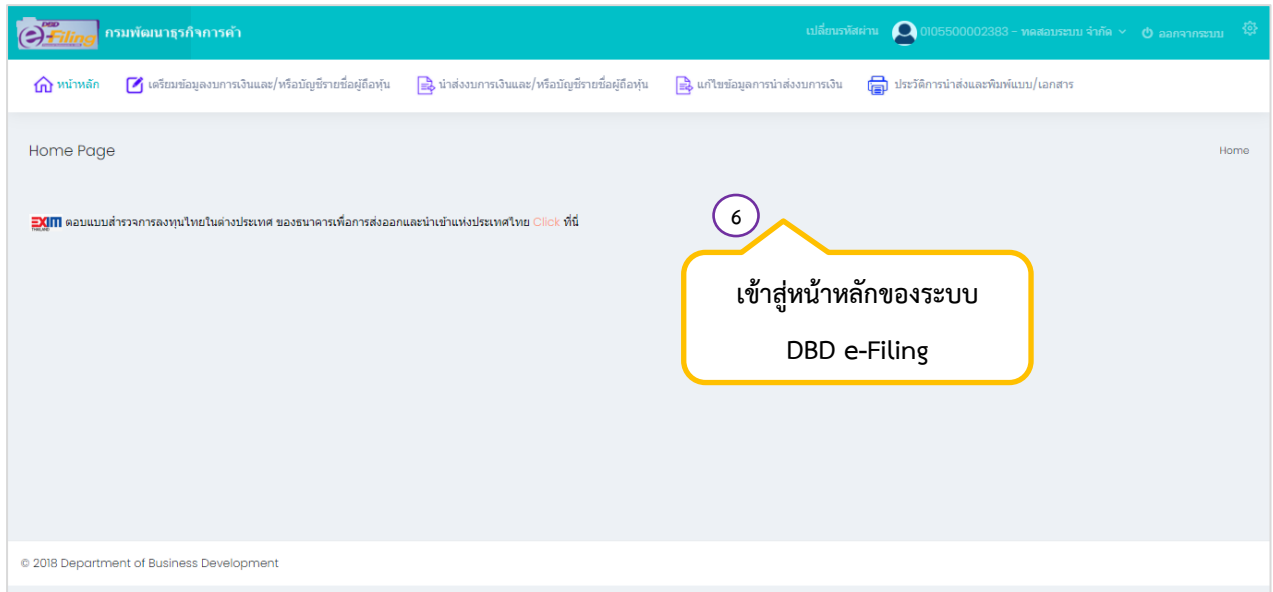 DBD
e-Filing กรมพัฒนาธุรกิจการค้า
เปลี่ยนรหัสผ่าน 0105500002383 - ทดสอบระบบ จำกัด ออกจากระบบ
หน้าหลัก เตรียมข้อมูลงบการเงินและ/หรือบัญชีรายชื่อผู้ถือหุ้น นำส่งงบการเงินและ/หรือบัญชีรายชื่อผู้ถือหุ้น แก้ไขข้อมูลการนำส่งงบการเงิน ประวัติการนำส่งและพิมพ์แบบ/เอกสาร
Home Page Home
EXIM THAILAND ตอบแบบสำรวจการลงทุนไทยในต่างประเทศ ของธนาคารเพื่อการส่งออกและนำเข้าแห่งประเทศไทย Click ที่นี่
6
เข้าสู่หน้าหลักของระบบ
DBD e-Filing
© 2018 Department of Business Development